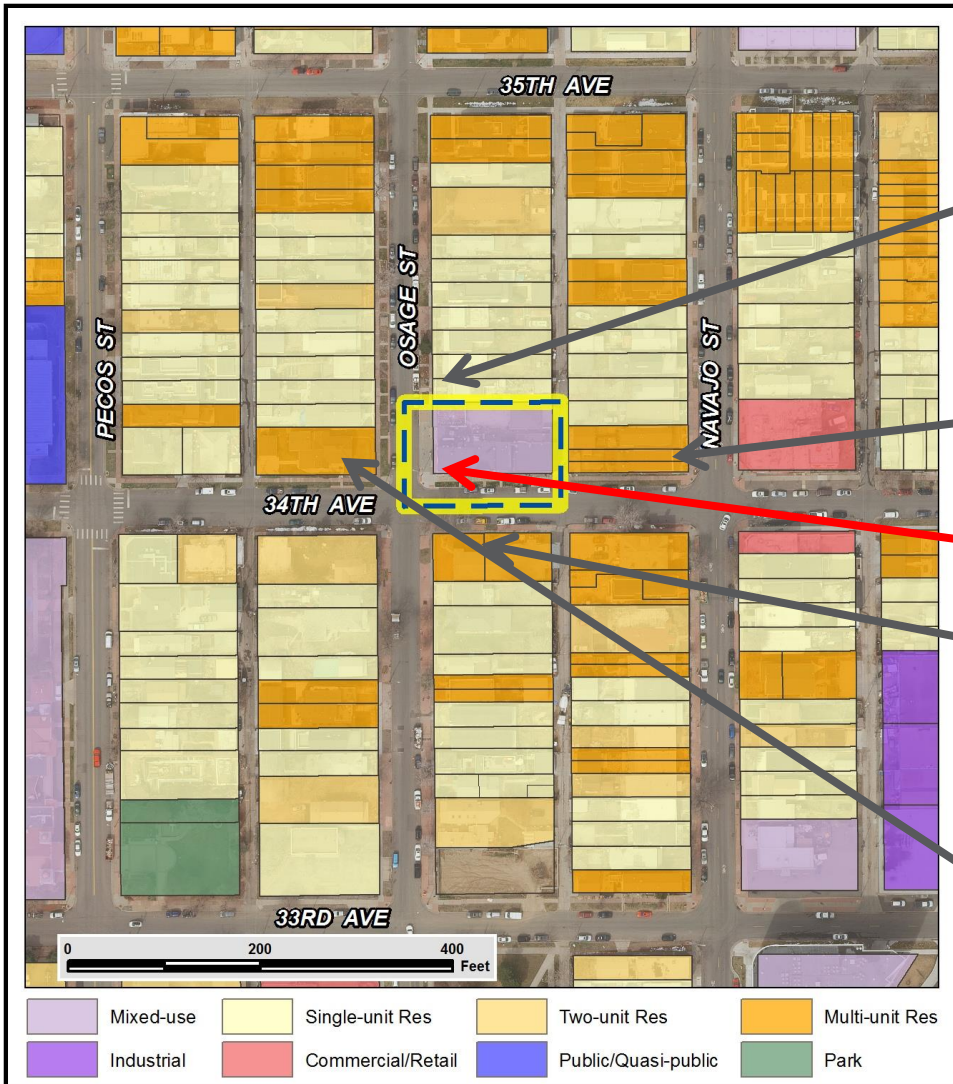 35TH AVE
OSAGE ST
PECOS ST
NAVAJO ST
34TH AVE
33RD AVE
0 200 400
Feet
Mixed-use Single-unit Res Two-unit Res Multi-unit Res
Industrial Commercial/Retail Public/Quasi-public Park